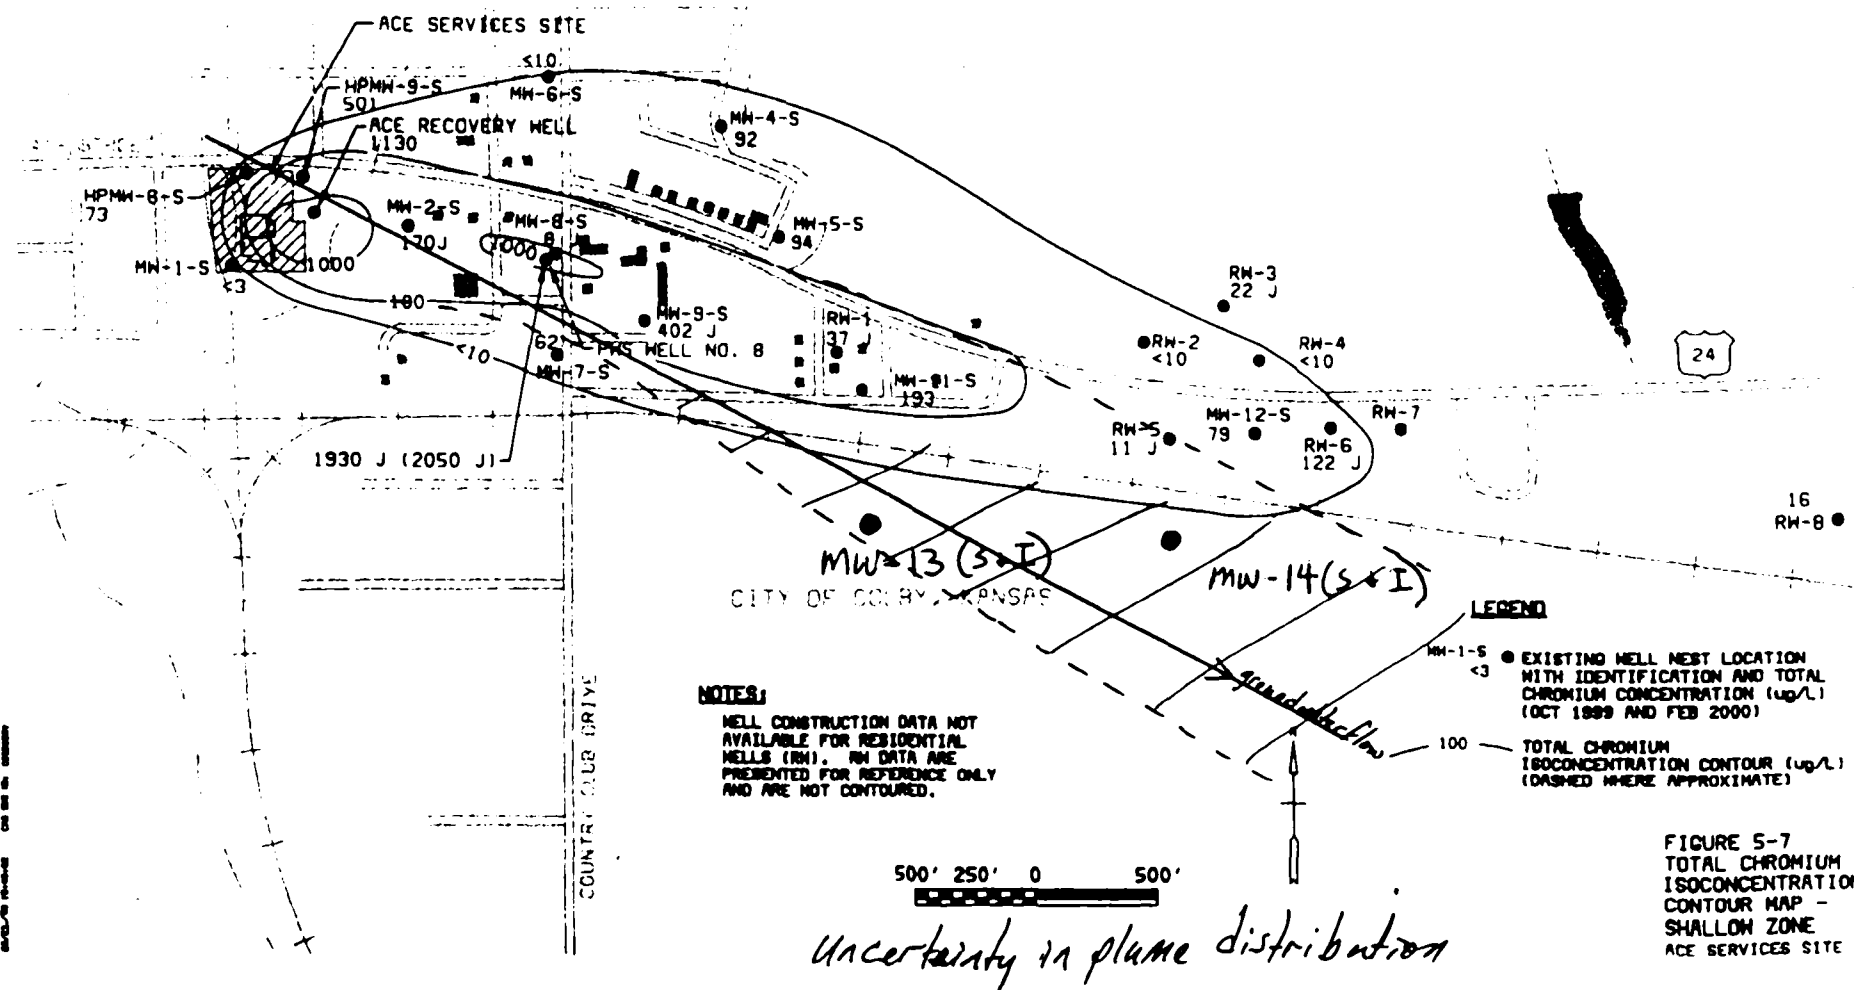 ACE SERVICES SITE
<10
MW-6-S
HPMW-9-S
501
ACE RECOVERY WELL
1130
MW-4-S
92
HPMW-8-S
73
MW-2-S
170J
MW-8-S
8 J
1000
MW-5-S
94
MW-1-S
<3
1000
100
MW-9-S
402 J
RW-1
37 J
RW-3
22 J
RW-2
<10
RW-4
<10
24
<10
62
PWS WELL NO. 8
MW-7-S
MW-11-S
193
RW-5
11 J
MW-12-S
79
RW-6
122 J
RW-7
1930 J (2050 J)
16
RW-8
MW-13 (S+I)
MW-14 (S+I)
CITY OF COLBY, KANSAS
groundwater flow
COUNTRY CLUB DRIVE
NOTES:
WELL CONSTRUCTION DATA NOT
AVAILABLE FOR RESIDENTIAL
WELLS (RW). RW DATA ARE
PRESENTED FOR REFERENCE ONLY
AND ARE NOT CONTOURED.
LEGEND
MW-1-S
<3
EXISTING WELL NEST LOCATION
WITH IDENTIFICATION AND TOTAL
CHROMIUM CONCENTRATION (ug/L)
(OCT 1999 AND FEB 2000)
100
TOTAL CHROMIUM
ISOCONCENTRATION CONTOUR (ug/L)
(DASHED WHERE APPROXIMATE)
500' 250' 0 500'
Uncertainty in plume distribution
FIGURE 5-7
TOTAL CHROMIUM
ISOCONCENTRATION
CONTOUR MAP -
SHALLOW ZONE
ACE SERVICES SITE